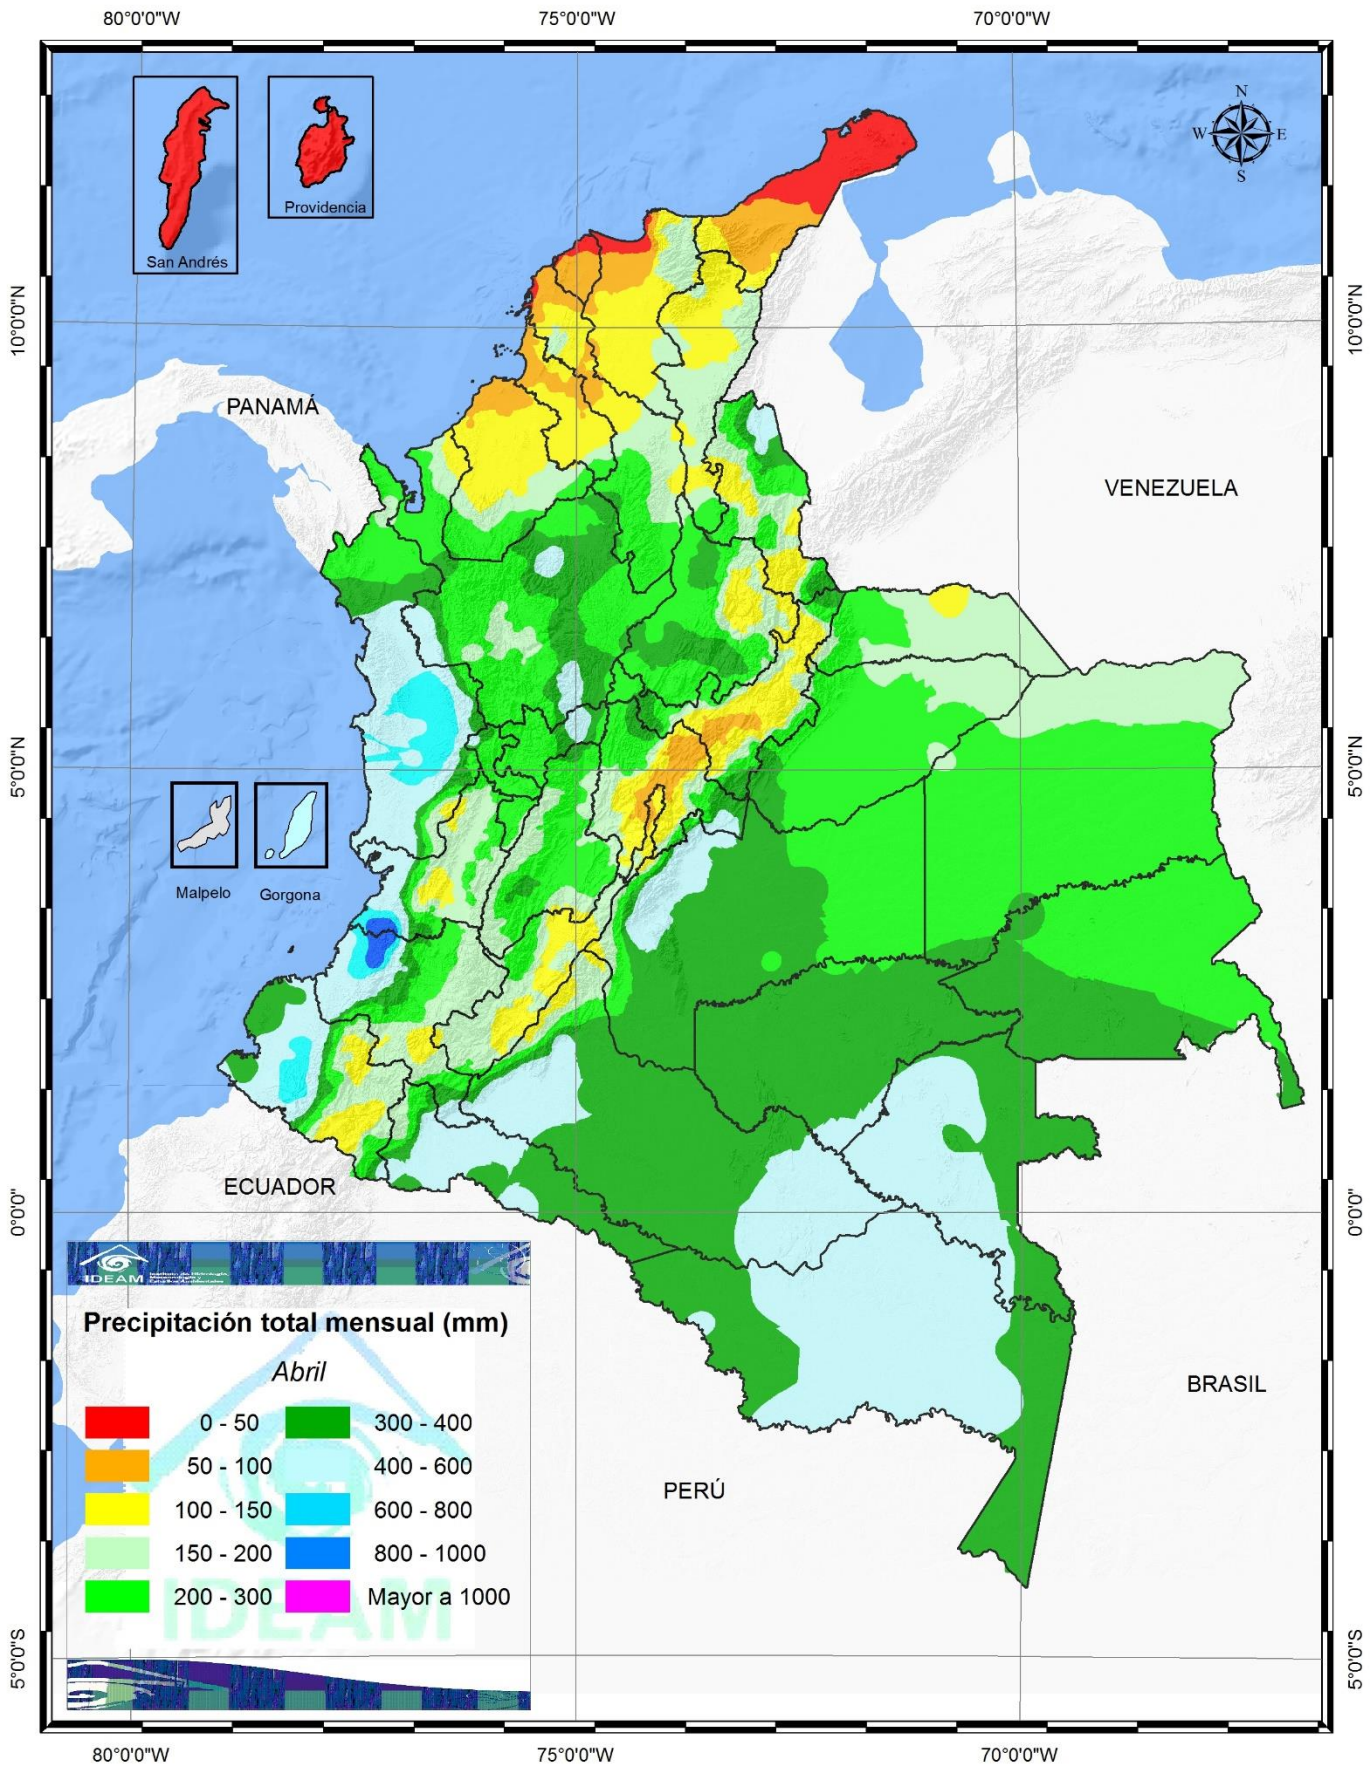 80°0'0"W 75°0'0"W 70°0'0"W
N
W E
S
San Andrés
Providencia
10°0'0"N 10°0'0"N
PANAMÁ
VENEZUELA
5°0'0"N 5°0'0"N
Malpelo Gorgona
ECUADOR
0°0'0" 0°0'0"
IDEAM
Precipitación total mensual (mm)
Abril
0 - 50 300 - 400
50 - 100 400 - 600
100 - 150 600 - 800
150 - 200 800 - 1000
200 - 300 Mayor a 1000
IDEAM
BRASIL
PERÚ
5°0'0"S 5°0'0"S
80°0'0"W 75°0'0"W 70°0'0"W